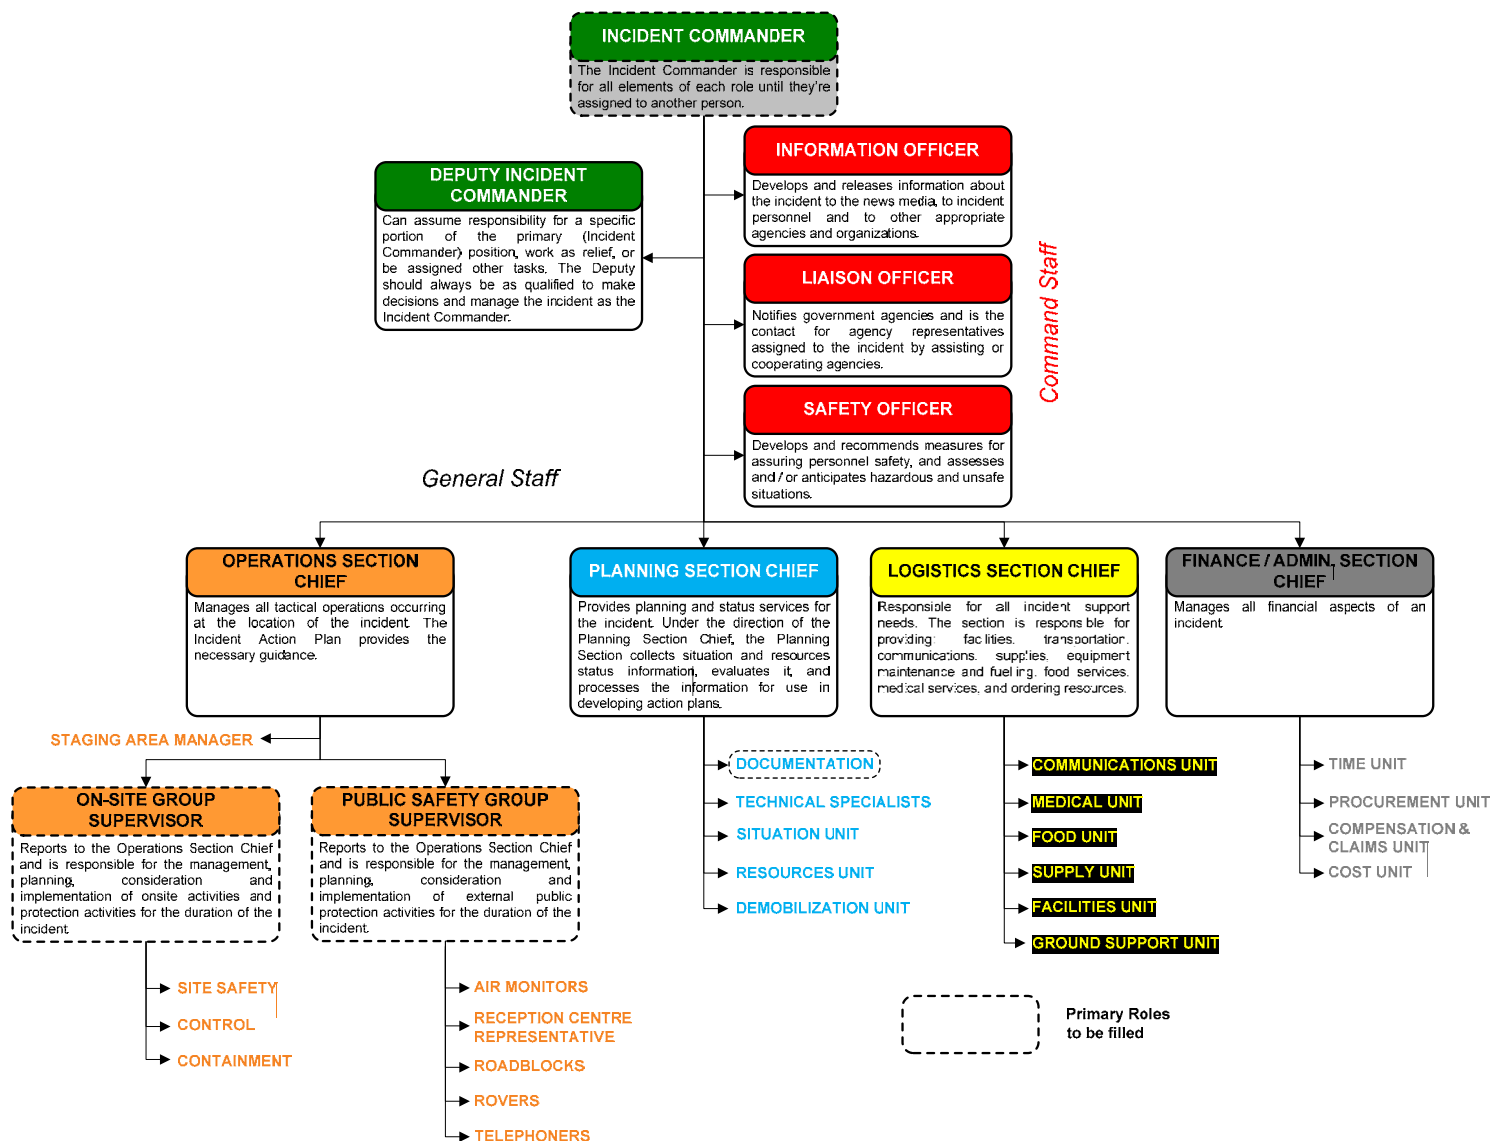 INCIDENT COMMANDER
The Incident Commander is responsible
for all elements of each role until they're
assigned to another person.
INFORMATION OFFICER
Develops and releases information about
the incident to the news media, to incident
personnel and to other appropriate
agencies and organizations.
DEPUTY INCIDENT
COMMANDER
Can assume responsibility for a specific
portion of the primary (Incident
Commander) position, work as relief, or
be assigned other tasks. The Deputy
should always be as qualified to make
decisions and manage the incident as the
Incident Commander.
LIAISON OFFICER
Notifies government agencies and is the
contact for agency representatives
assigned to the incident by assisting or
cooperating agencies.
Command Staff
SAFETY OFFICER
Develops and recommends measures for
assuring personnel safety, and assesses
and / or anticipates hazardous and unsafe
situations.
General Staff
OPERATIONS SECTION
CHIEF
Manages all tactical operations occurring
at the location of the incident. The
Incident Action Plan provides the
necessary guidance.
PLANNING SECTION CHIEF
Provides planning and status services for
the incident. Under the direction of the
Planning Section Chief, the Planning
Section collects situation and resources
status information, evaluates it, and
processes the information for use in
developing action plans.
LOGISTICS SECTION CHIEF
Responsible for all incident support
needs. The section is responsible for
providing: facilities, transportation,
communications, supplies, equipment
maintenance and fueling, food services,
medical services, and ordering resources.
FINANCE / ADMIN. SECTION
CHIEF
Manages all financial aspects of an
incident.
STAGING AREA MANAGER
ON-SITE GROUP
SUPERVISOR
Reports to the Operations Section Chief
and is responsible for the management,
planning, consideration and
implementation of onsite activities and
protection activities for the duration of the
incident.
SITE SAFETY
CONTROL
CONTAINMENT
PUBLIC SAFETY GROUP
SUPERVISOR
Reports to the Operations Section Chief
and is responsible for the management,
planning, consideration and
implementation of external public
protection activities for the duration of the
incident.
AIR MONITORS
RECEPTION CENTRE
REPRESENTATIVE
ROADBLOCKS
ROVERS
TELEPHONERS
DOCUMENTATION
TECHNICAL SPECIALISTS
SITUATION UNIT
RESOURCES UNIT
DEMOBILIZATION UNIT
COMMUNICATIONS UNIT
MEDICAL UNIT
FOOD UNIT
SUPPLY UNIT
FACILITIES UNIT
GROUND SUPPORT UNIT
TIME UNIT
PROCUREMENT UNIT
COMPENSATION &
CLAIMS UNIT
COST UNIT
Primary Roles
to be filled